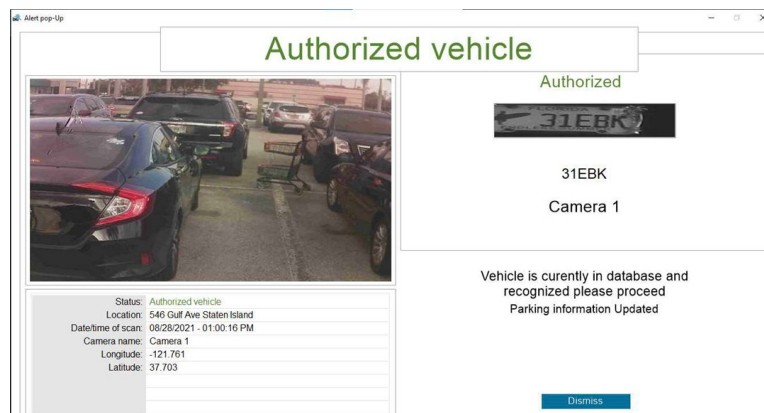 Alert pop-Up
Authorized vehicle
Authorized
FLORIDA
31EBK
31EBK
Camera 1
Vehicle is curently in database and
recognized please proceed
Parking information Updated
Dismiss
Status: Authorized vehicle
Location: 546 Gulf Ave Staten Island
Date/time of scan: 08/28/2021 - 01:00:16 PM
Camera name: Camera 1
Longitude: -121.761
Latitude: 37.703